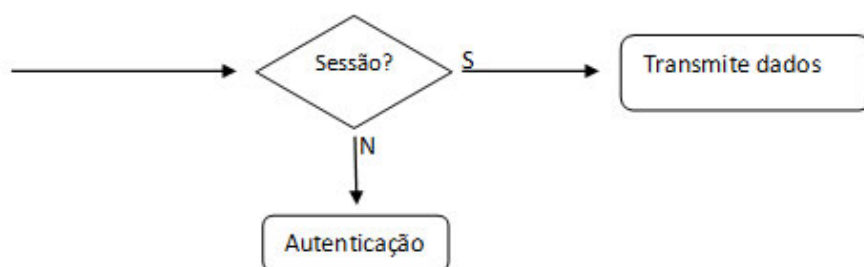 Sessão?
S
Transmite dados
N
Autenticação